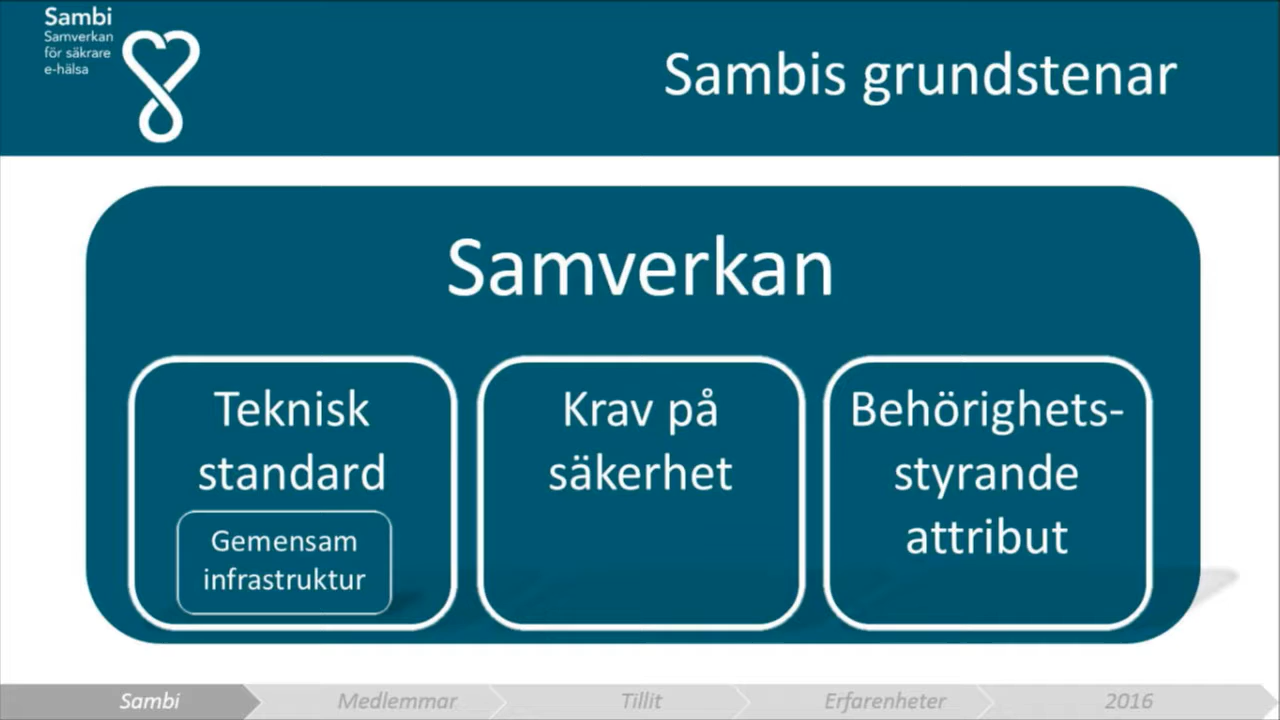 Sambi
Samverkan
för säkrare
e-hälsa
Sambis grundstenar
Samverkan
Teknisk
standard
Gemensam
infrastruktur
Krav på
säkerhet
Behörighets-
styrande
attribut
Sambi
Medlemmar
Tillit
Erfarenheter
2016